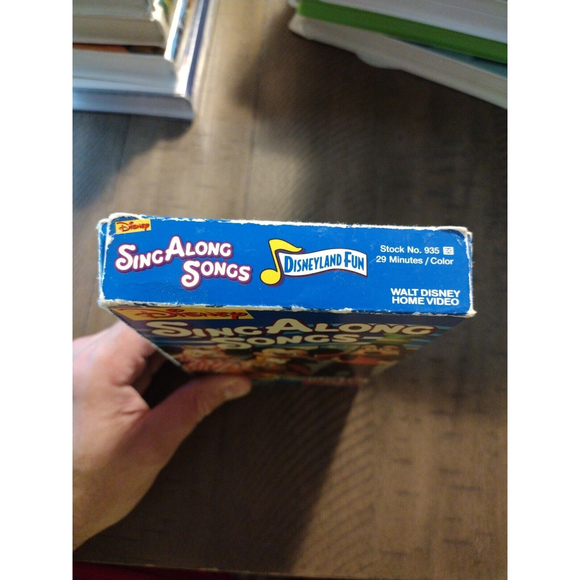 Disney
Sing Along
Songs
Disneyland Fun
Stock No. 935
29 Minutes / Color
WALT DISNEY
HOME VIDEO
Disney
Sing Along
Songs